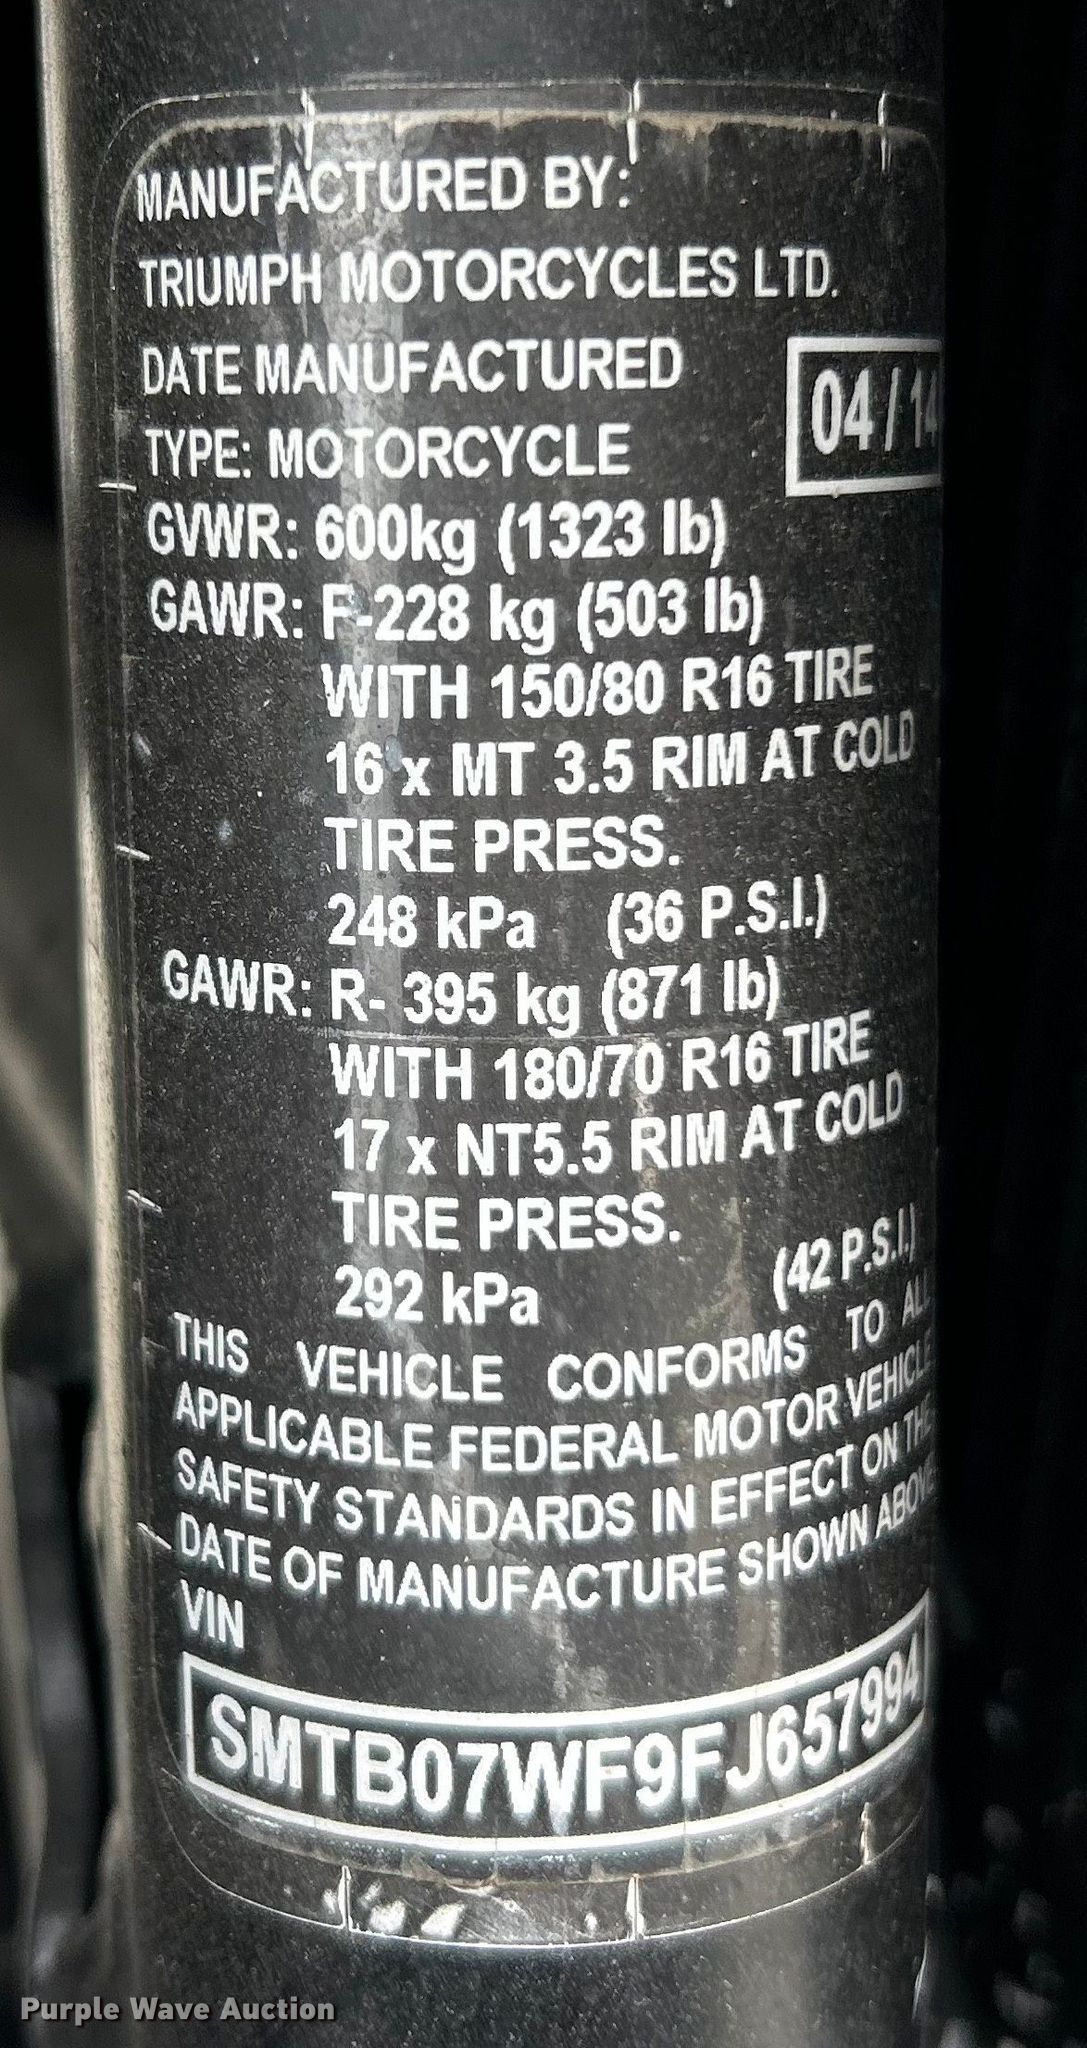 MANUFACTURED BY:
TRIUMPH MOTORCYCLES LTD.
DATE MANUFACTURED
04 / 14
TYPE: MOTORCYCLE
GVWR: 600kg (1323 lb)
GAWR: F-228 kg (503 lb)
WITH 150/80 R16 TIRE
16 x MT 3.5 RIM AT COLD
TIRE PRESS.
248 kPa (36 P.S.I.)
GAWR: R- 395 kg (871 lb)
WITH 180/70 R16 TIRE
17 x NT5.5 RIM AT COLD
TIRE PRESS.
292 kPa (42 P.S.I.)
THIS VEHICLE CONFORMS TO ALL
APPLICABLE FEDERAL MOTOR VEHICLE
SAFETY STANDARDS IN EFFECT ON THE
DATE OF MANUFACTURE SHOWN ABOVE
VIN
SMTB07WF9FJ657994
Purple Wave Auction